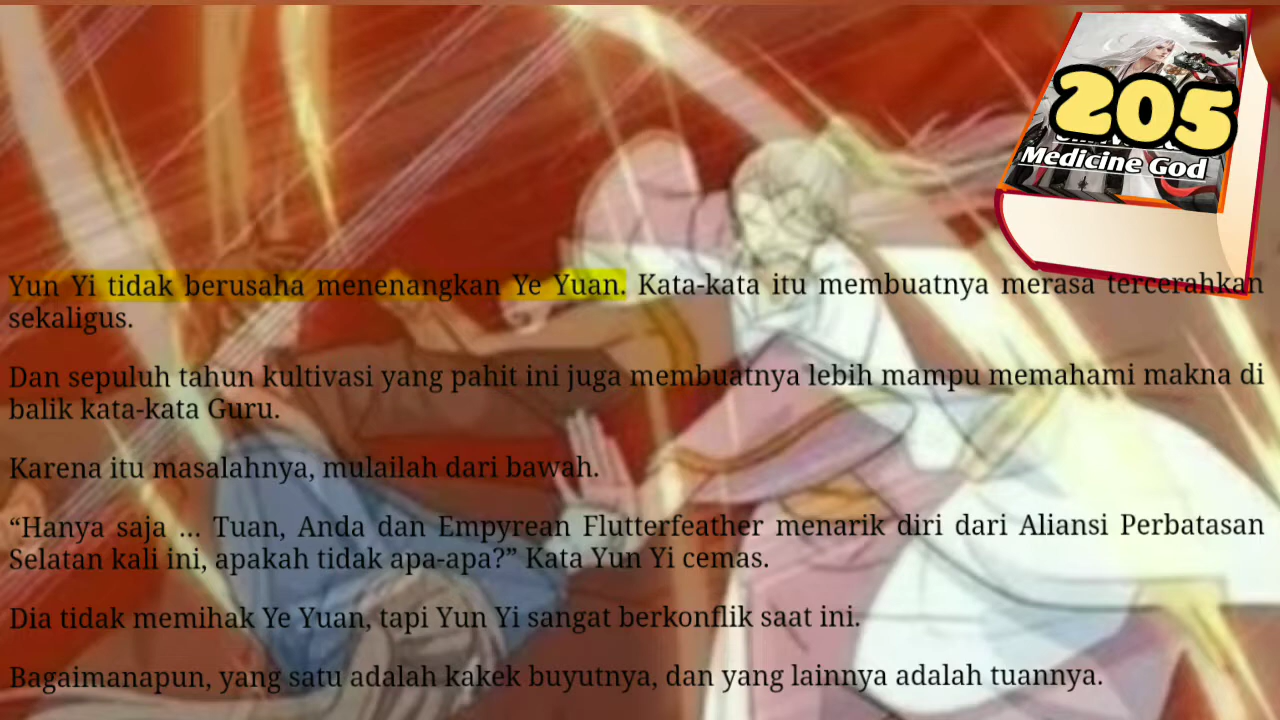 205
Medicine God
Yun Yi tidak berusaha menenangkan Ye Yuan. Kata-kata itu membuatnya merasa tercerahkan
sekaligus.
Dan sepuluh tahun kultivasi yang pahit ini juga membuatnya lebih mampu memahami makna di
balik kata-kata Guru.
Karena itu masalahnya, mulailah dari bawah.
“Hanya saja ... Tuan, Anda dan Empyrean Flutterfeather menarik diri dari Aliansi Perbatasan
Selatan kali ini, apakah tidak apa-apa?” Kata Yun Yi cemas.
Dia tidak memihak Ye Yuan, tapi Yun Yi sangat berkonflik saat ini.
Bagaimanapun, yang satu adalah kakek buyutnya, dan yang lainnya adalah tuannya.